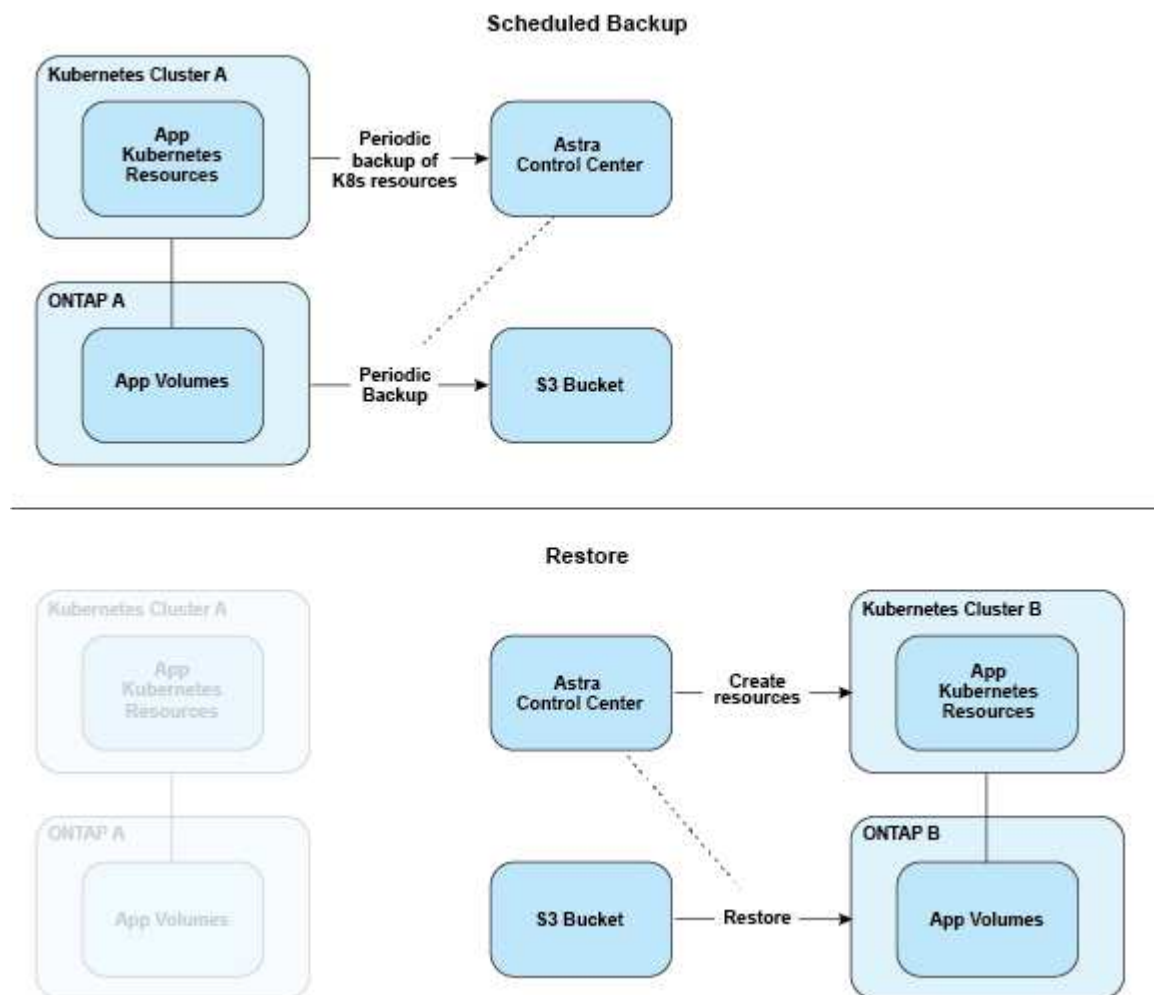 Scheduled Backup
Kubernetes Cluster A
App
Kubernetes
Resources
Periodic
backup of
K8s resources
Astra
Control Center
ONTAP A
App Volumes
Periodic
Backup
S3 Bucket
Restore
Kubernetes Cluster A
App
Kubernetes
Resources
Astra
Control Center
Create
resources
Kubernetes Cluster B
App
Kubernetes
Resources
ONTAP A
App Volumes
S3 Bucket
Restore
ONTAP B
App Volumes